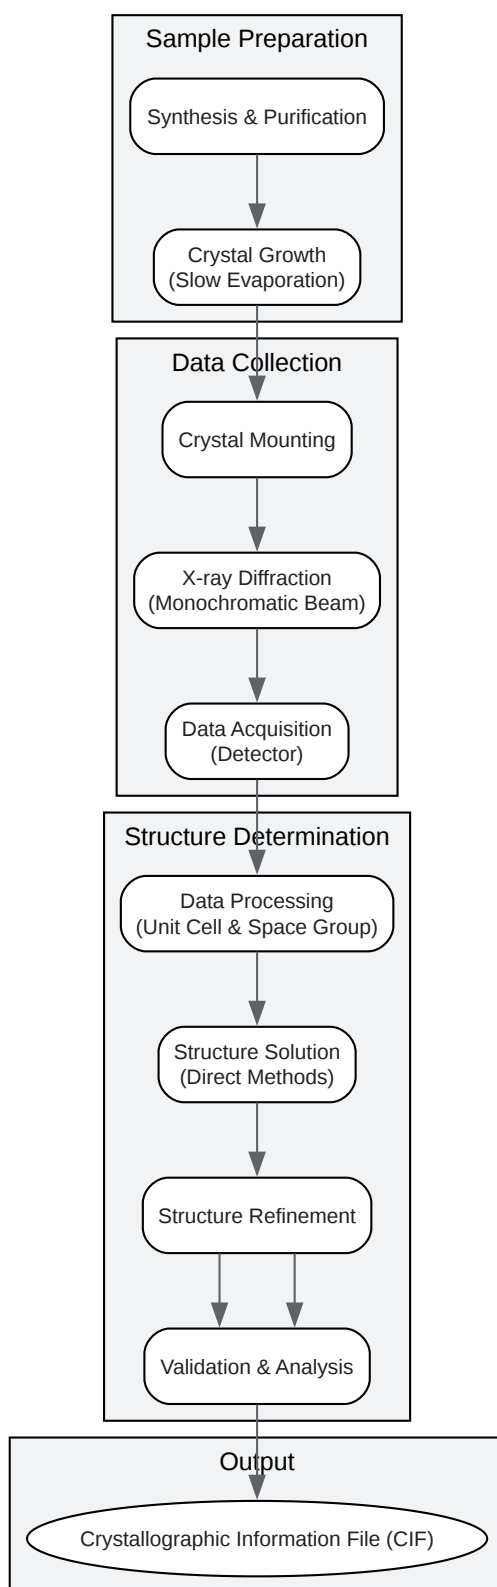 Sample Preparation
Synthesis & Purification
Crystal Growth
(Slow Evaporation)
Data Collection
Crystal Mounting
X-ray Diffraction
(Monochromatic Beam)
Data Acquisition
(Detector)
Structure Determination
Data Processing
(Unit Cell & Space Group)
Structure Solution
(Direct Methods)
Structure Refinement
Validation & Analysis
Output
Crystallographic Information File (CIF)